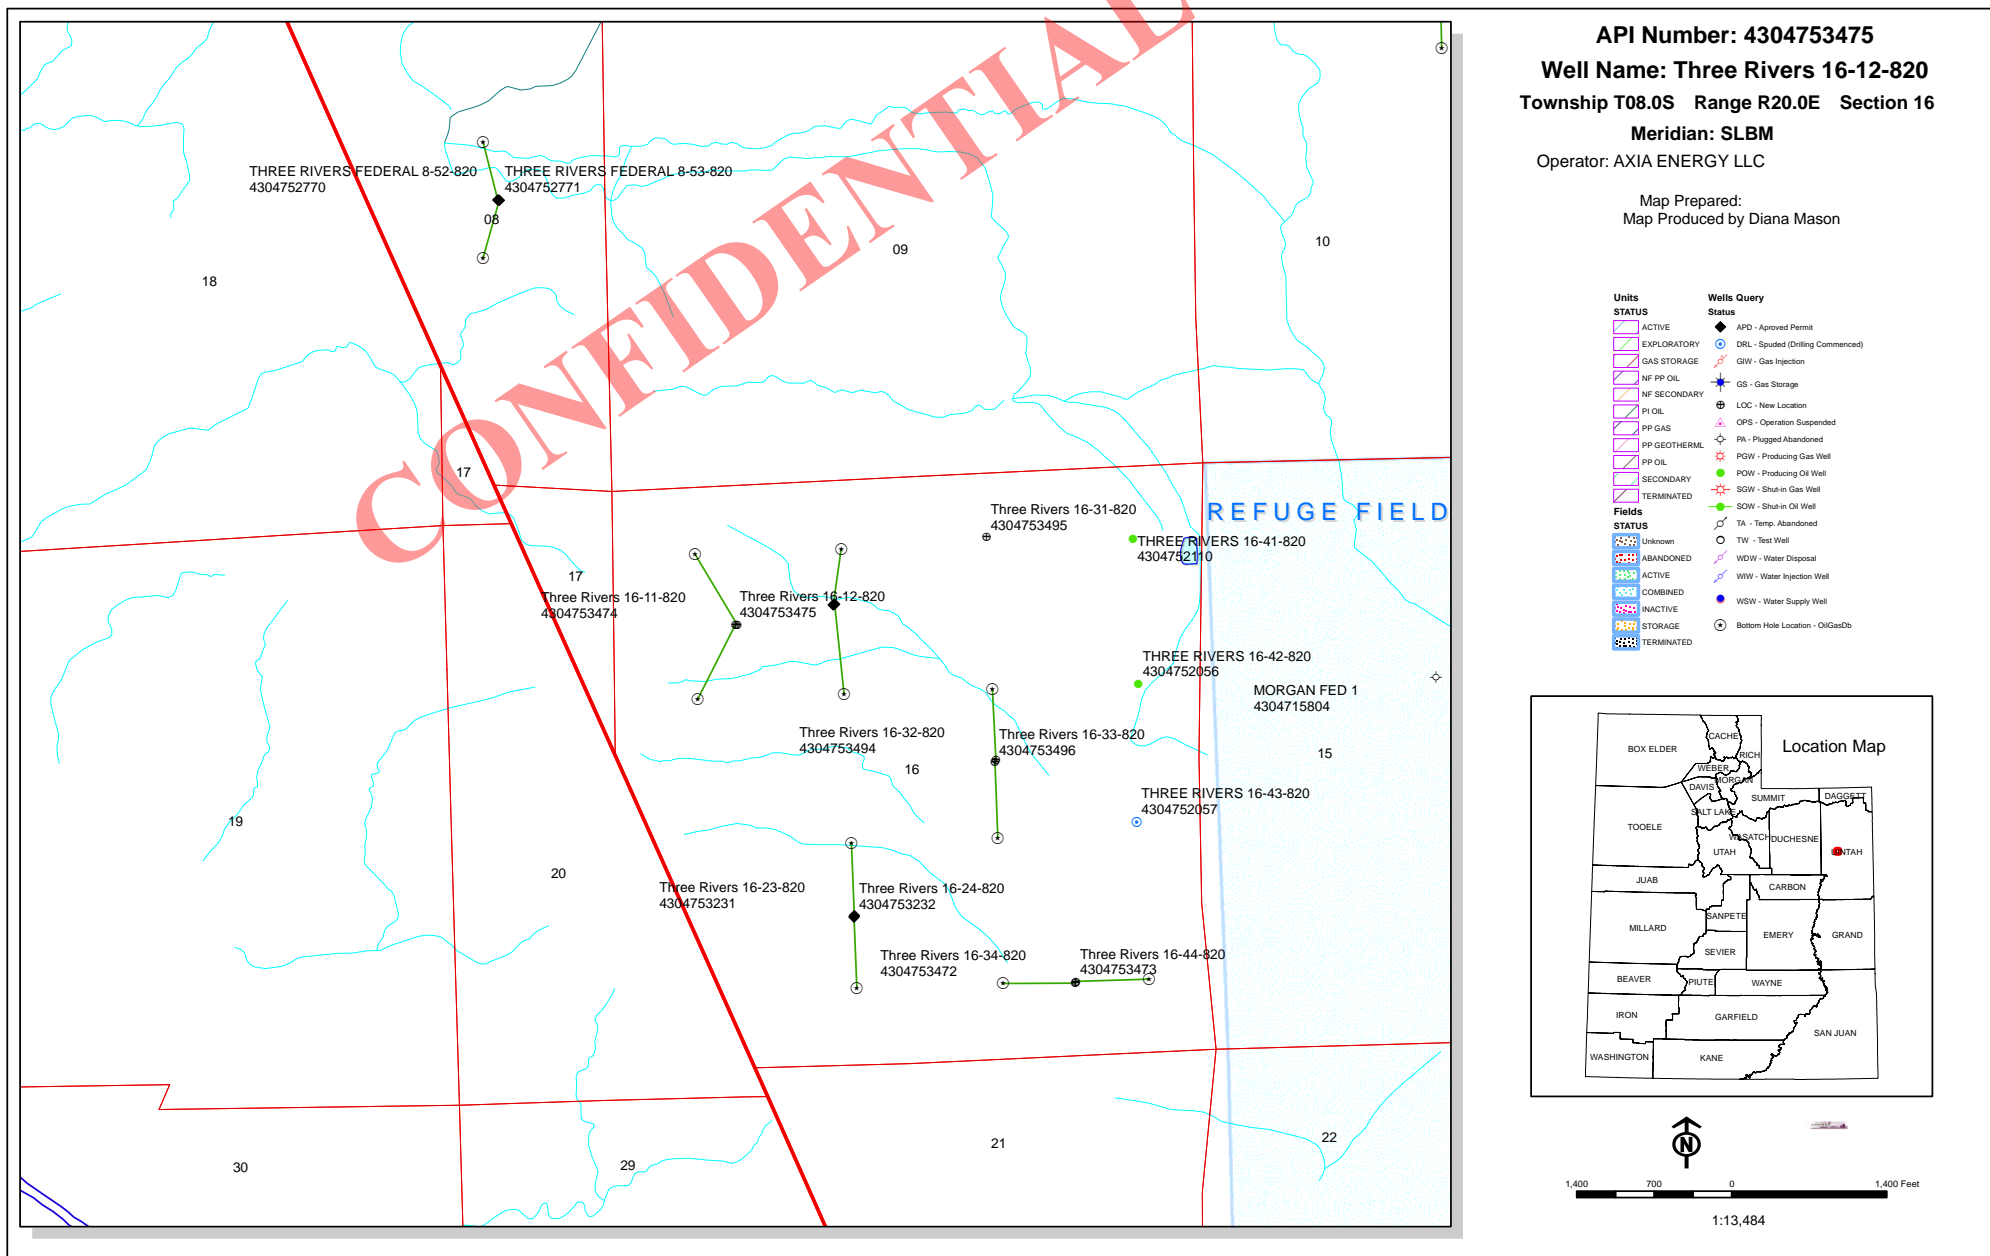 API Number: 4304753475
Well Name: Three Rivers 16-12-820
Township T08.0S Range R20.0E Section 16
Meridian: SLBM
Operator: AXIA ENERGY LLC
Map Prepared:
Map Produced by Diana Mason
CONFIDENTIAL
THREE RIVERS FEDERAL 8-52-820
4304752770
THREE RIVERS FEDERAL 8-53-820
4304752771
08
09
10
18
17
REFUGE FIELD
Three Rivers 16-31-820
4304753495
THREE RIVERS 16-41-820
4304752110
17
Three Rivers 16-11-820
4304753474
Three Rivers 16-12-820
4304753475
THREE RIVERS 16-42-820
4304752056
MORGAN FED 1
4304715804
Three Rivers 16-32-820
4304753494
Three Rivers 16-33-820
4304753496
16
15
THREE RIVERS 16-43-820
4304752057
19
20
Three Rivers 16-23-820
4304753231
Three Rivers 16-24-820
4304753232
Three Rivers 16-34-820
4304753472
Three Rivers 16-44-820
4304753473
21
22
30
29
Units
STATUS
ACTIVE
EXPLORATORY
GAS STORAGE
NF PP OIL
NF SECONDARY
PI OIL
PP GAS
PP GEOTHERML
PP OIL
SECONDARY
TERMINATED
Fields
STATUS
Unknown
ABANDONED
ACTIVE
COMBINED
INACTIVE
STORAGE
TERMINATED
Wells Query
Status
APD - Aproved Permit
DRL - Spuded (Drilling Commenced)
GIW - Gas Injection
GS - Gas Storage
LOC - New Location
OPS - Operation Suspended
PA - Plugged Abandoned
PGW - Producing Gas Well
POW - Producing Oil Well
SGW - Shut-in Gas Well
SOW - Shut-in Oil Well
TA - Temp. Abandoned
TW - Test Well
WDW - Water Disposal
WIW - Water Injection Well
WSW - Water Supply Well
Bottom Hole Location - OilGasDb
Location Map
BOX ELDER
CACHE
RICH
WEBER
MORGAN
DAVIS
SUMMIT
DAGGETT
SALT LAKE
TOOELE
WASATCH
DUCHESNE
UTAH
UINTAH
JUAB
CARBON
SANPETE
MILLARD
EMERY
GRAND
SEVIER
BEAVER
PIUTE
WAYNE
IRON
GARFIELD
SAN JUAN
WASHINGTON
KANE
N
1,400 700 0 1,400 Feet
1:13,484